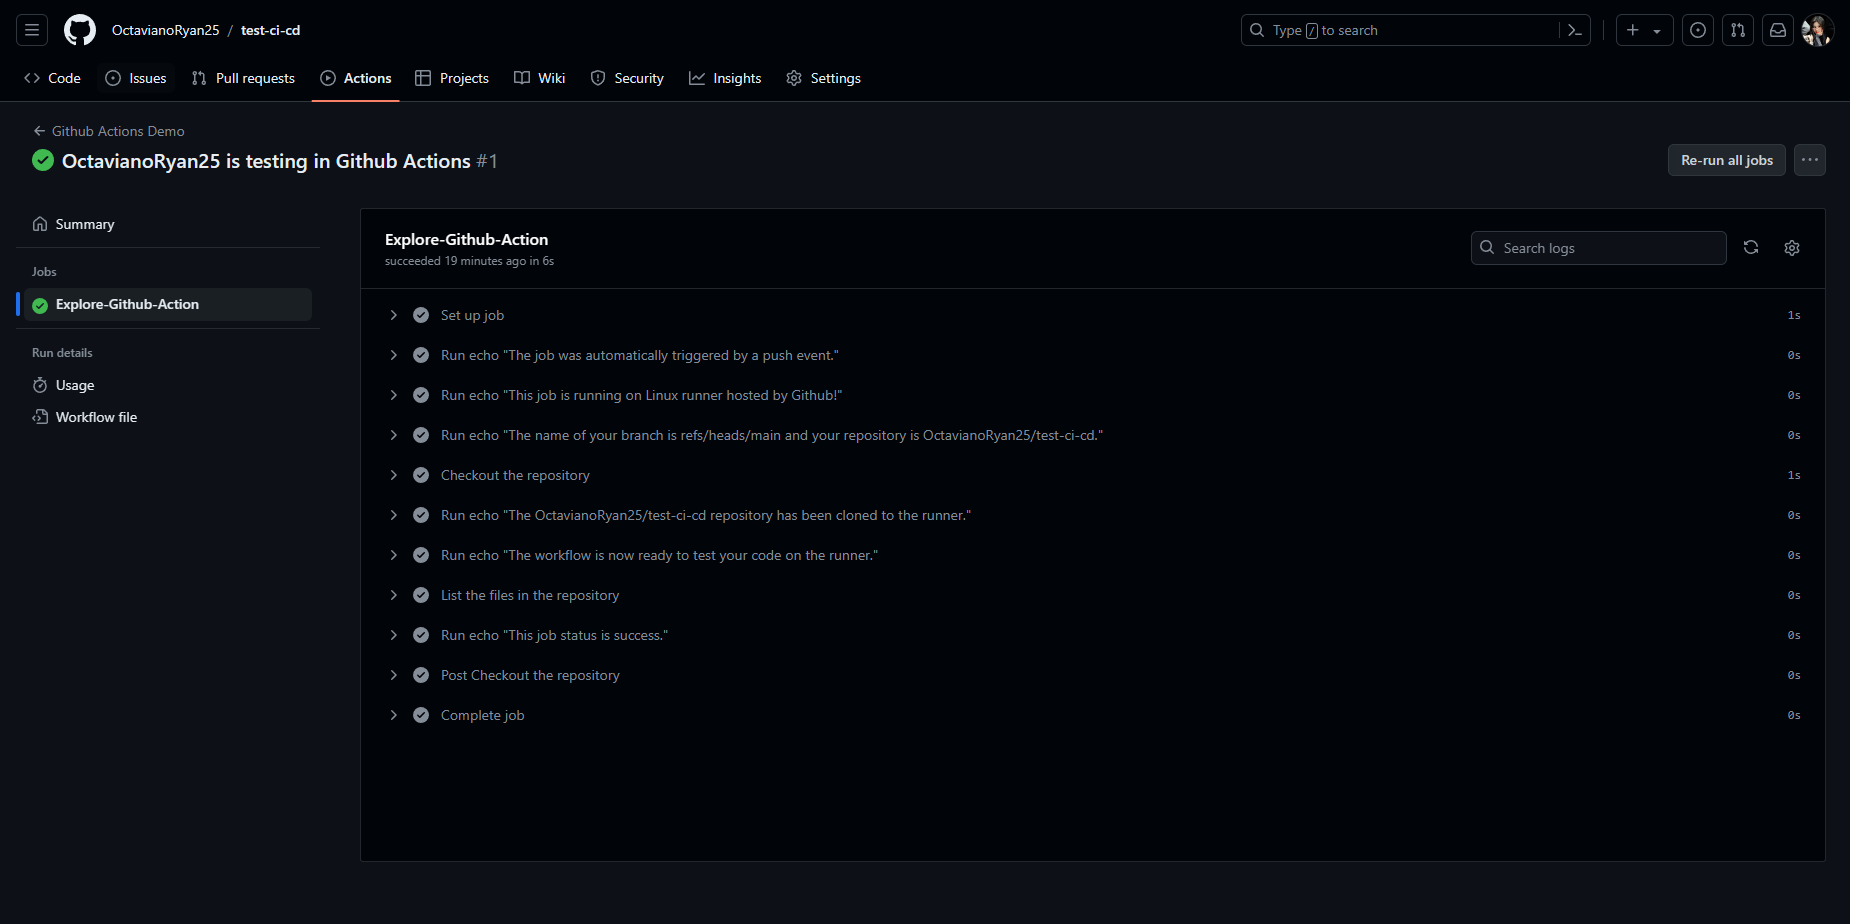 OctavianoRyan25 / test-ci-cd
Type / to search
Code Issues Pull requests Actions Projects Wiki Security Insights Settings
Github Actions Demo
OctavianoRyan25 is testing in Github Actions #1
Re-run all jobs
Summary
Jobs
Explore-Github-Action
Run details
Usage
Workflow file
Explore-Github-Action
succeeded 19 minutes ago in 6s
Search logs
Set up job 1s
Run echo "The job was automatically triggered by a push event." 0s
Run echo "This job is running on Linux runner hosted by Github!" 0s
Run echo "The name of your branch is refs/heads/main and your repository is OctavianoRyan25/test-ci-cd." 0s
Checkout the repository 1s
Run echo "The OctavianoRyan25/test-ci-cd repository has been cloned to the runner." 0s
Run echo "The workflow is now ready to test your code on the runner." 0s
List the files in the repository 0s
Run echo "This job status is success." 0s
Post Checkout the repository 0s
Complete job 0s